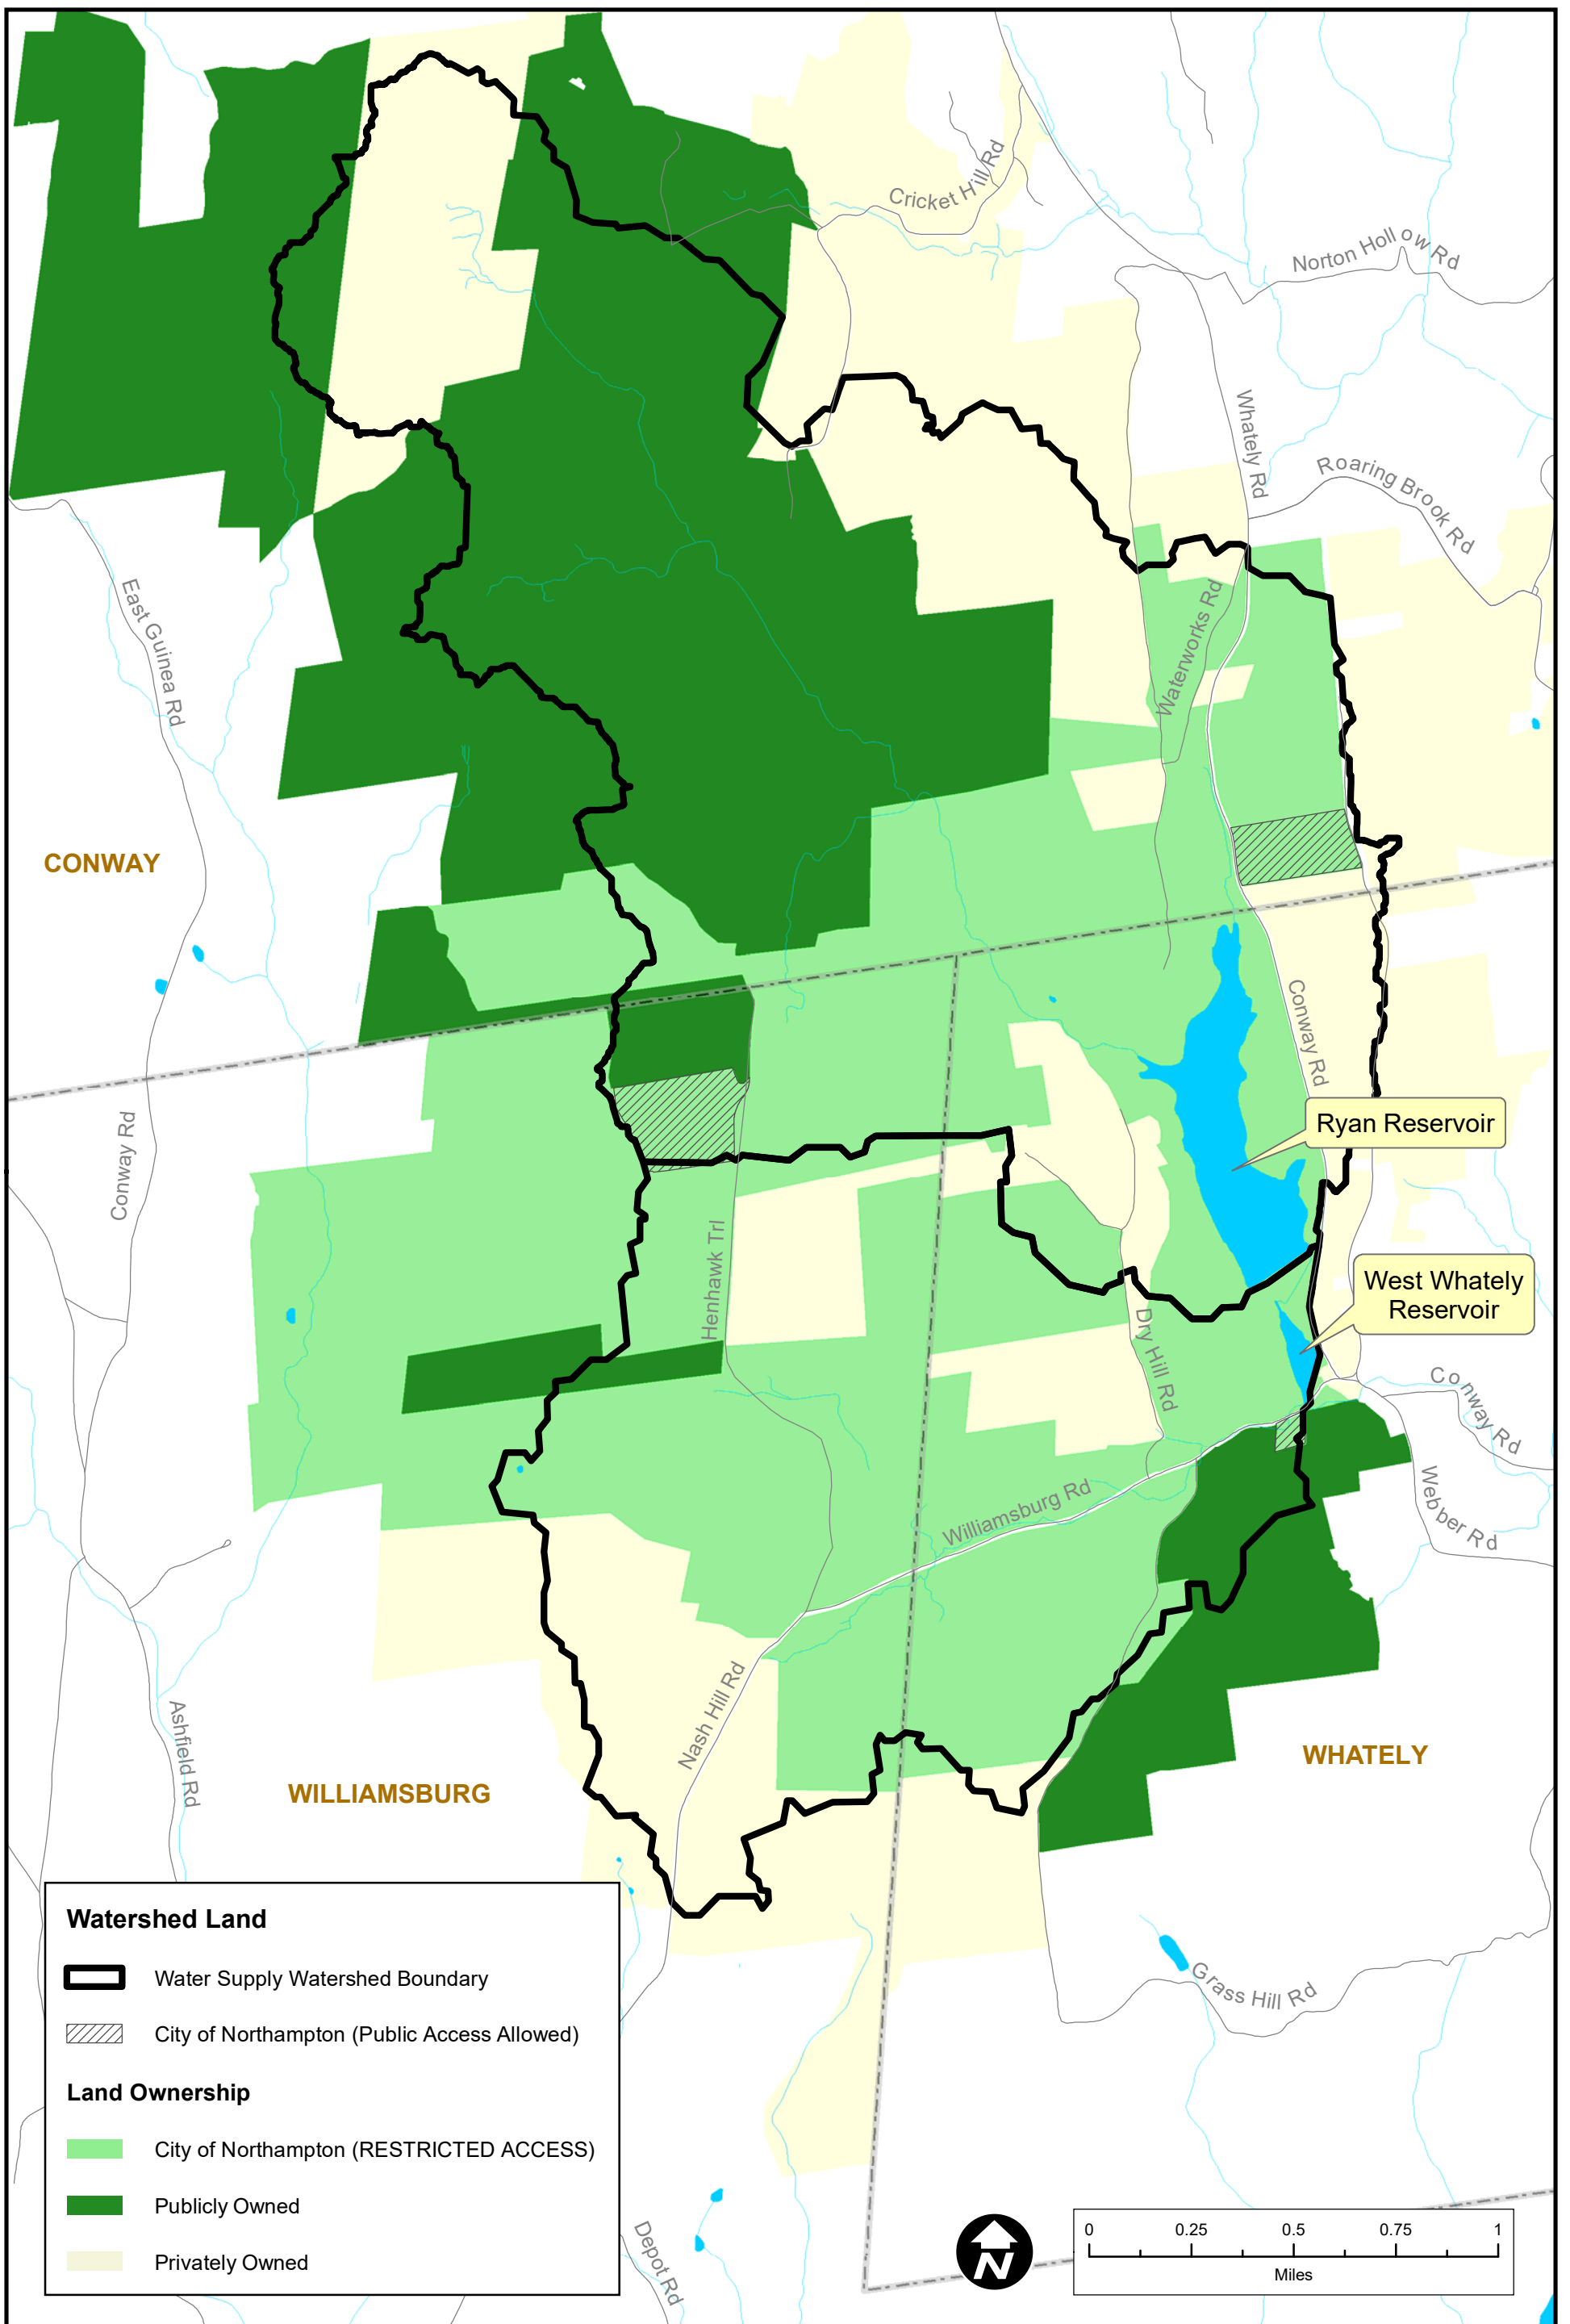 Cricket Hill Rd
Norton Hollow Rd
Whately Rd
Roaring Brook Rd
East Guinea Rd
Waterworks Rd
CONWAY
Conway Rd
Conway Rd
Ryan Reservoir
Henhawk Trl
West Whately
Reservoir
Dry Hill Rd
Conway Rd
Webber Rd
Williamsburg Rd
Nash Hill Rd
Ashfield Rd
WHATELY
WILLIAMSBURG
Grass Hill Rd
Depot Rd
Watershed Land
Water Supply Watershed Boundary
City of Northampton (Public Access Allowed)
Land Ownership
City of Northampton (RESTRICTED ACCESS)
Publicly Owned
Privately Owned
N
0 0.25 0.5 0.75 1
Miles